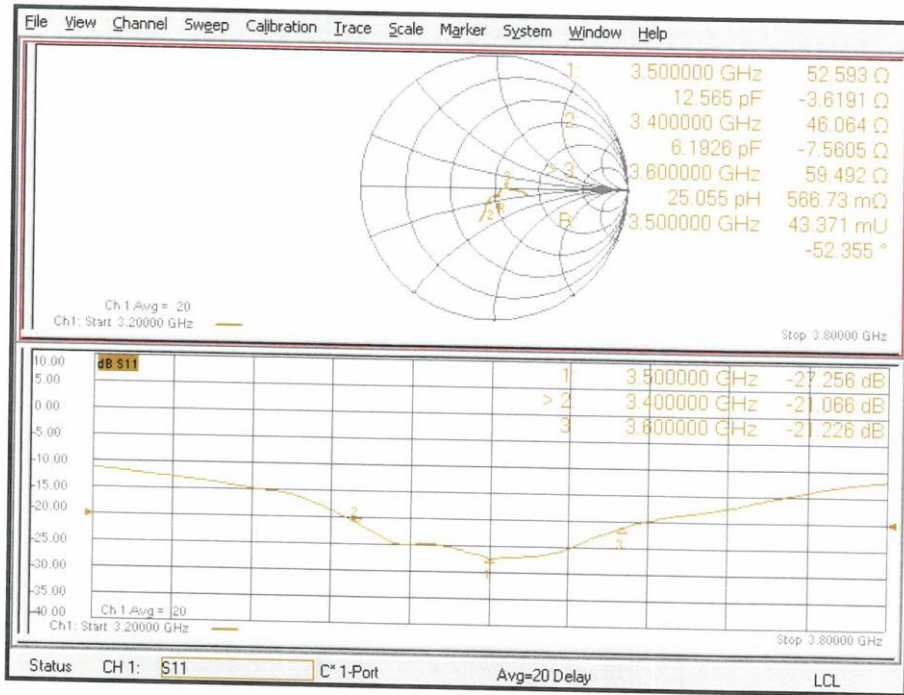 File View Channel Sweep Calibration Trace Scale Marker System Window Help
1: 3.500000 GHz 52.593 Ω
12.565 pF -3.6191 Ω
2: 3.400000 GHz 46.064 Ω
6.1926 pF -7.5605 Ω
> 3: 3.600000 GHz 59.492 Ω
25.055 pH 566.73 mΩ
R: 3.500000 GHz 43.371 mU
-52.355 °
3
2 R
Ch 1 Avg = 20
Ch1: Start 3.20000 GHz
Stop 3.80000 GHz
10.00
5.00
0.00
-5.00
-10.00
-15.00
-20.00
-25.00
-30.00
-35.00
-40.00
dB S11
1: 3.500000 GHz -27.256 dB
> 2: 3.400000 GHz -21.066 dB
3: 3.600000 GHz -21.226 dB
2
1
3
Ch 1 Avg = 20
Ch1: Start 3.20000 GHz
Stop 3.80000 GHz
Status CH 1: S11 C* 1-Port Avg=20 Delay LCL